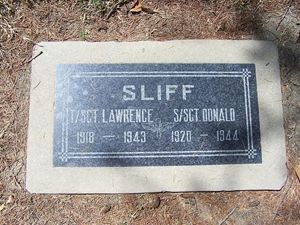 SLIFF
T/SGT. LAWRENCE S/SGT. DONALD
1918 — 1943 1920 — 1944